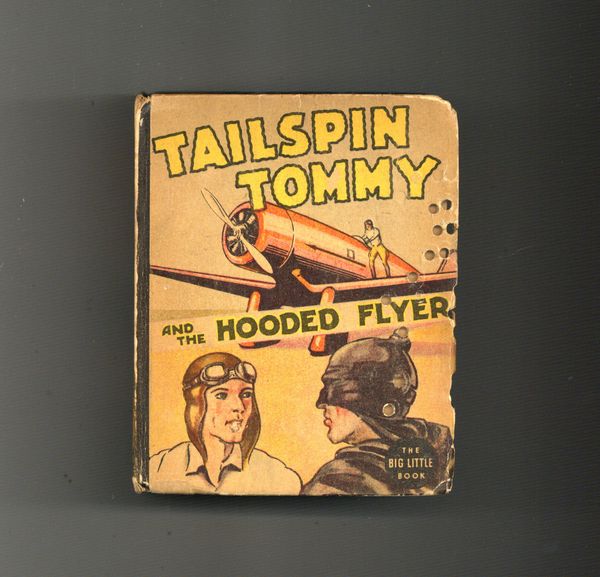 TAILSPIN
TOMMY
AND THE HOODED FLYER
THE
BIG LITTLE
BOOK